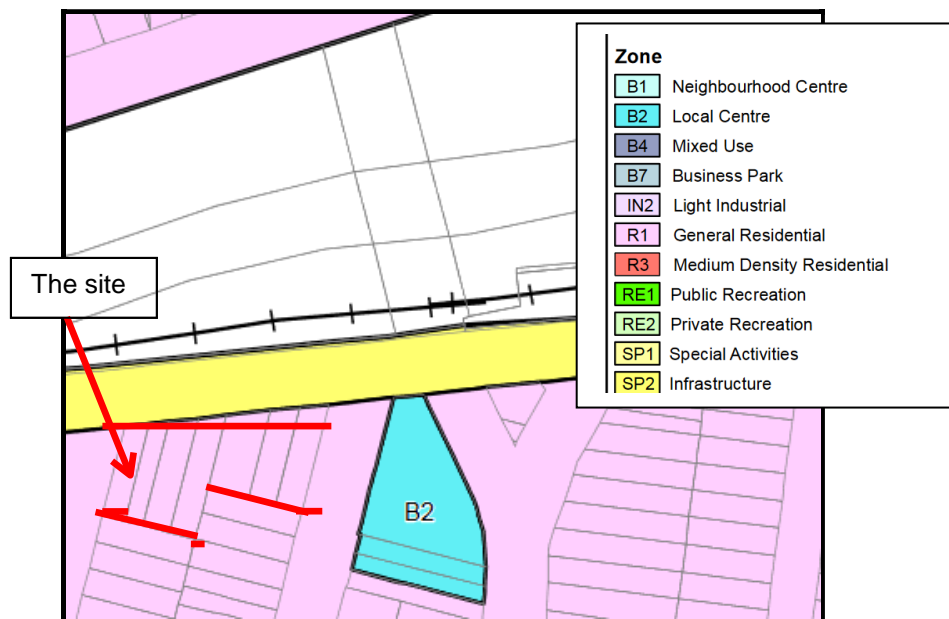 Zone
B1 Neighbourhood Centre
B2 Local Centre
B4 Mixed Use
B7 Business Park
IN2 Light Industrial
R1 General Residential
R3 Medium Density Residential
RE1 Public Recreation
RE2 Private Recreation
SP1 Special Activities
SP2 Infrastructure
The site
B2